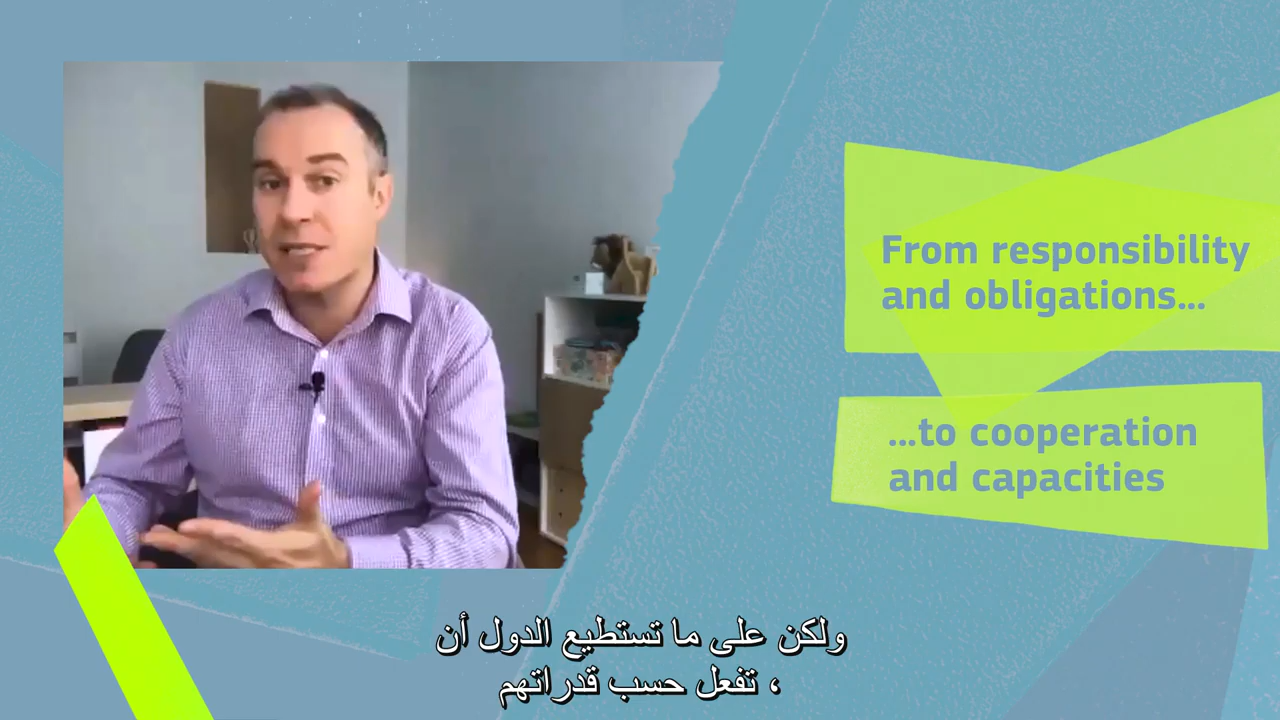 From responsibility
and obligations...
...to cooperation
and capacities
ولكن على ما تستطيع الدول أن
تفعل حسب قدراتهم ،